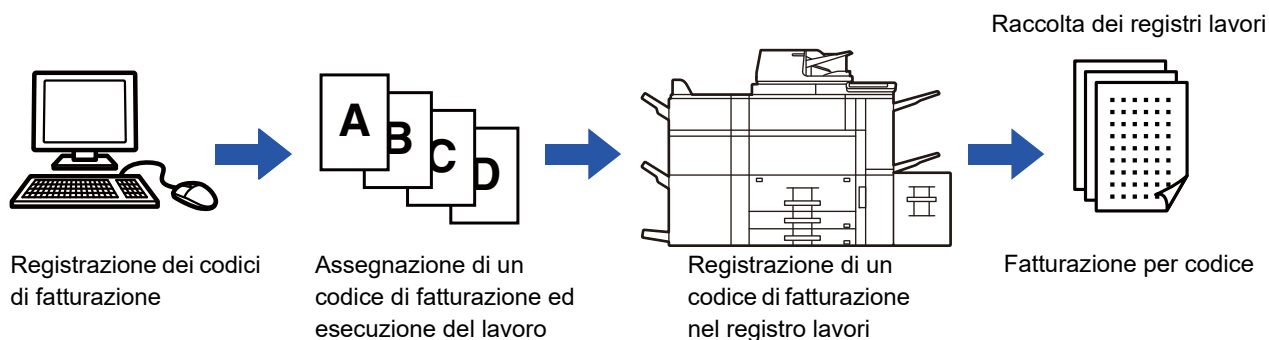 Raccolta dei registri lavori
A
B
C
D
Registrazione dei codici
di fatturazione
Assegnazione di un
codice di fatturazione ed
esecuzione del lavoro
Registrazione di un
codice di fatturazione
nel registro lavori
Fatturazione per codice